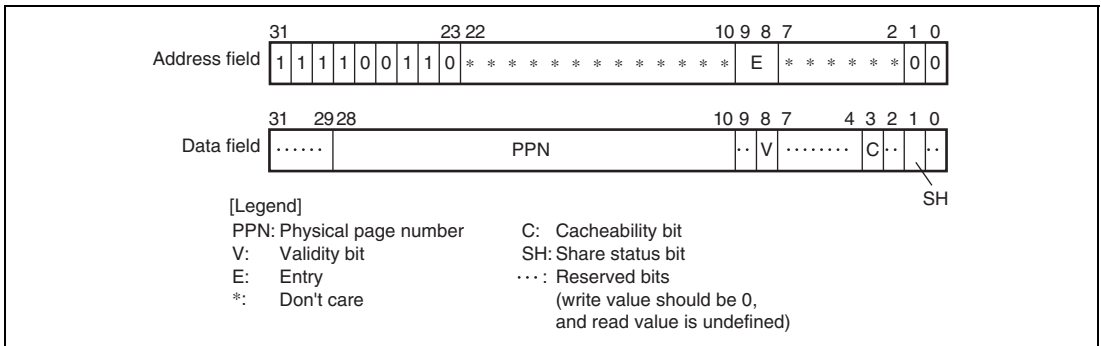 31 23 22 10 9 8 7 2 1 0
Address field 1 1 1 1 0 0 1 1 0 * * * * * * * * * * * * * E * * * * * * 0 0
31 29 28 10 9 8 7 4 3 2 1 0
Data field ······ PPN ·· V ········ C ·· ··
SH
[Legend]
PPN: Physical page number C: Cacheability bit
V: Validity bit SH: Share status bit
E: Entry ··· : Reserved bits
*: Don't care (write value should be 0,
and read value is undefined)